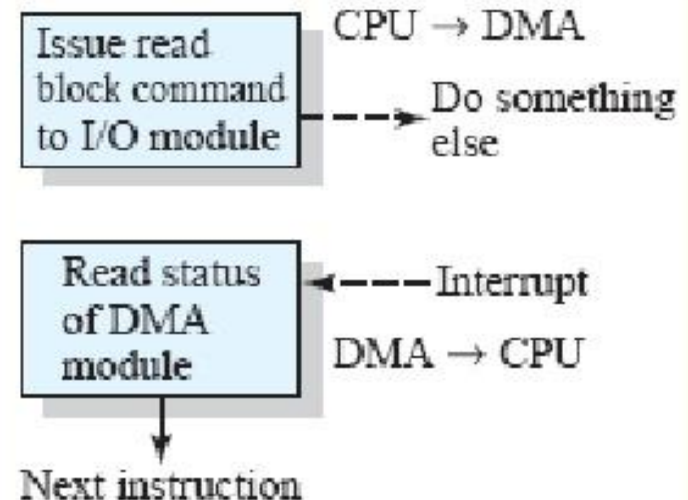 Issue read
block command
to I/O module
CPU → DMA
Do something
else
Read status
of DMA
module
Interrupt
DMA → CPU
Next instruction